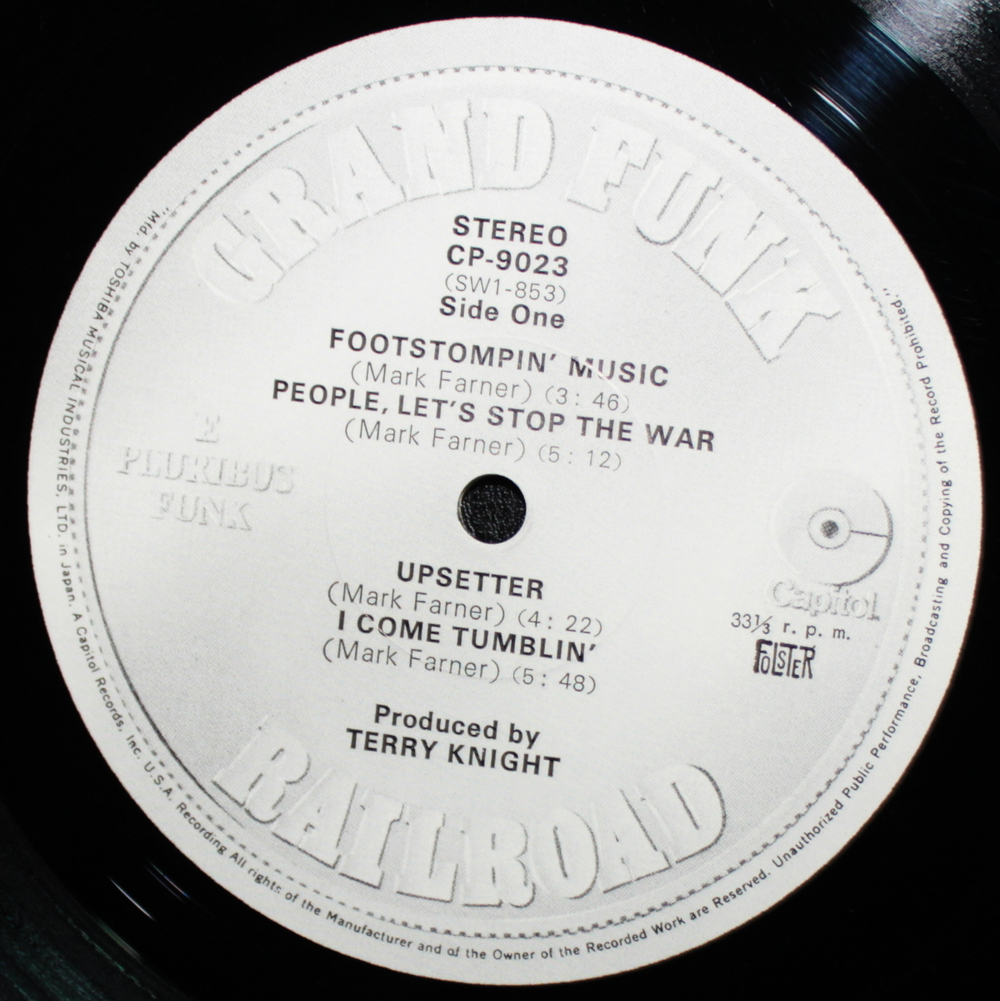 GRAND FUNK
STEREO
CP-9023
(SW1-853)
Side One
FOOTSTOMPIN' MUSIC
(Mark Farner) (3: 46)
PEOPLE, LET'S STOP THE WAR
(Mark Farner) (5: 12)
E
PLURIBUS
FUNK
UPSETTER
(Mark Farner) (4: 22)
I COME TUMBLIN'
(Mark Farner) (5: 48)
Capitol
33⅓ r. p. m.
FOLSTER
Produced by
TERRY KNIGHT
RAILROAD
"Mfd. by TOSHIBA MUSICAL INDUSTRIES, LTD. in Japan. A Capitol Records, Inc. U.S.A. Recording All rights of the Manufacturer and of the Owner of the Recorded Work are Reserved. Unauthorized Public Performance, Broadcasting and Copying of the Record Prohibited."